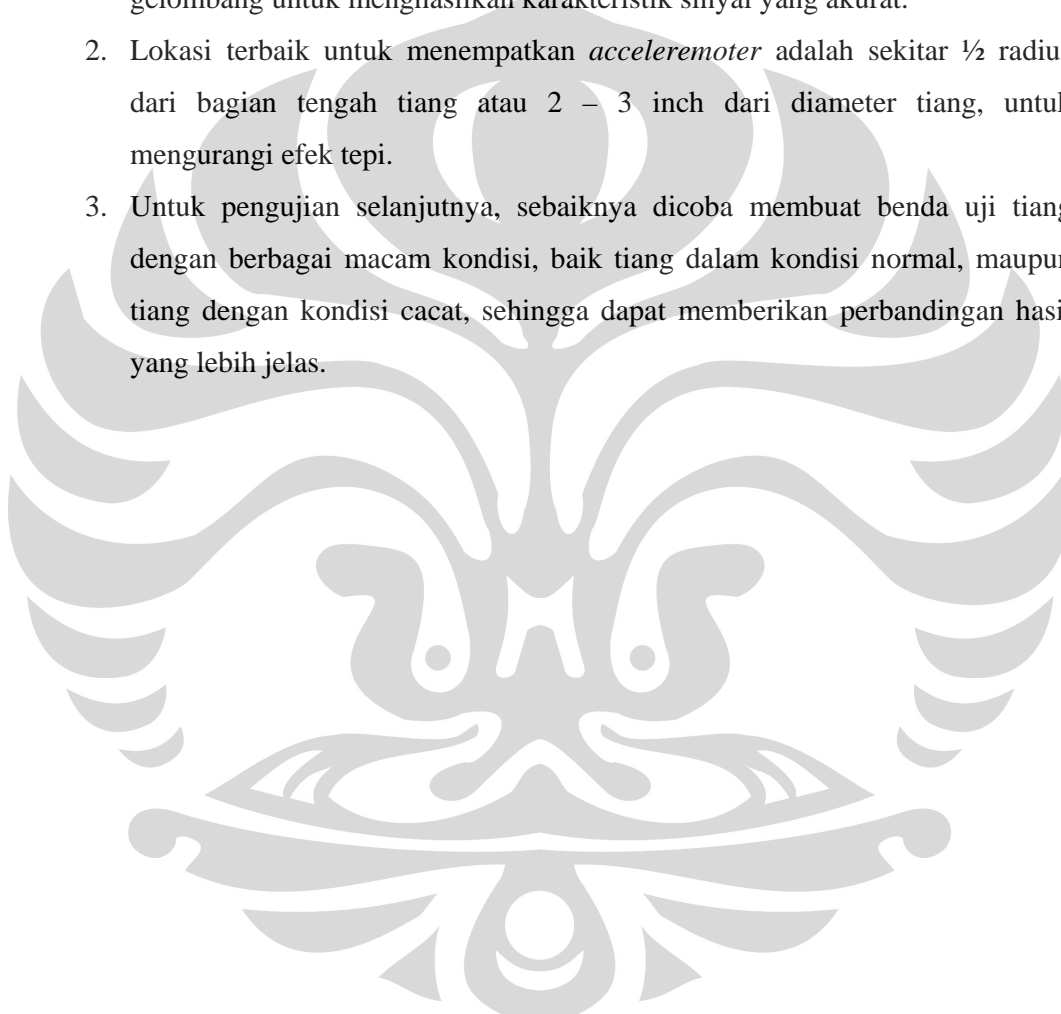 gelombang untuk menghasilkan karakteristik sinyal yang akurat.
2. Lokasi terbaik untuk menempatkan acceleremoter adalah sekitar ½ radiu
dari bagian tengah tiang atau 2 – 3 inch dari diameter tiang, untuk
mengurangi efek tepi.
3. Untuk pengujian selanjutnya, sebaiknya dicoba membuat benda uji tiang
dengan berbagai macam kondisi, baik tiang dalam kondisi normal, maupun
tiang dengan kondisi cacat, sehingga dapat memberikan perbandingan hasi
yang lebih jelas.